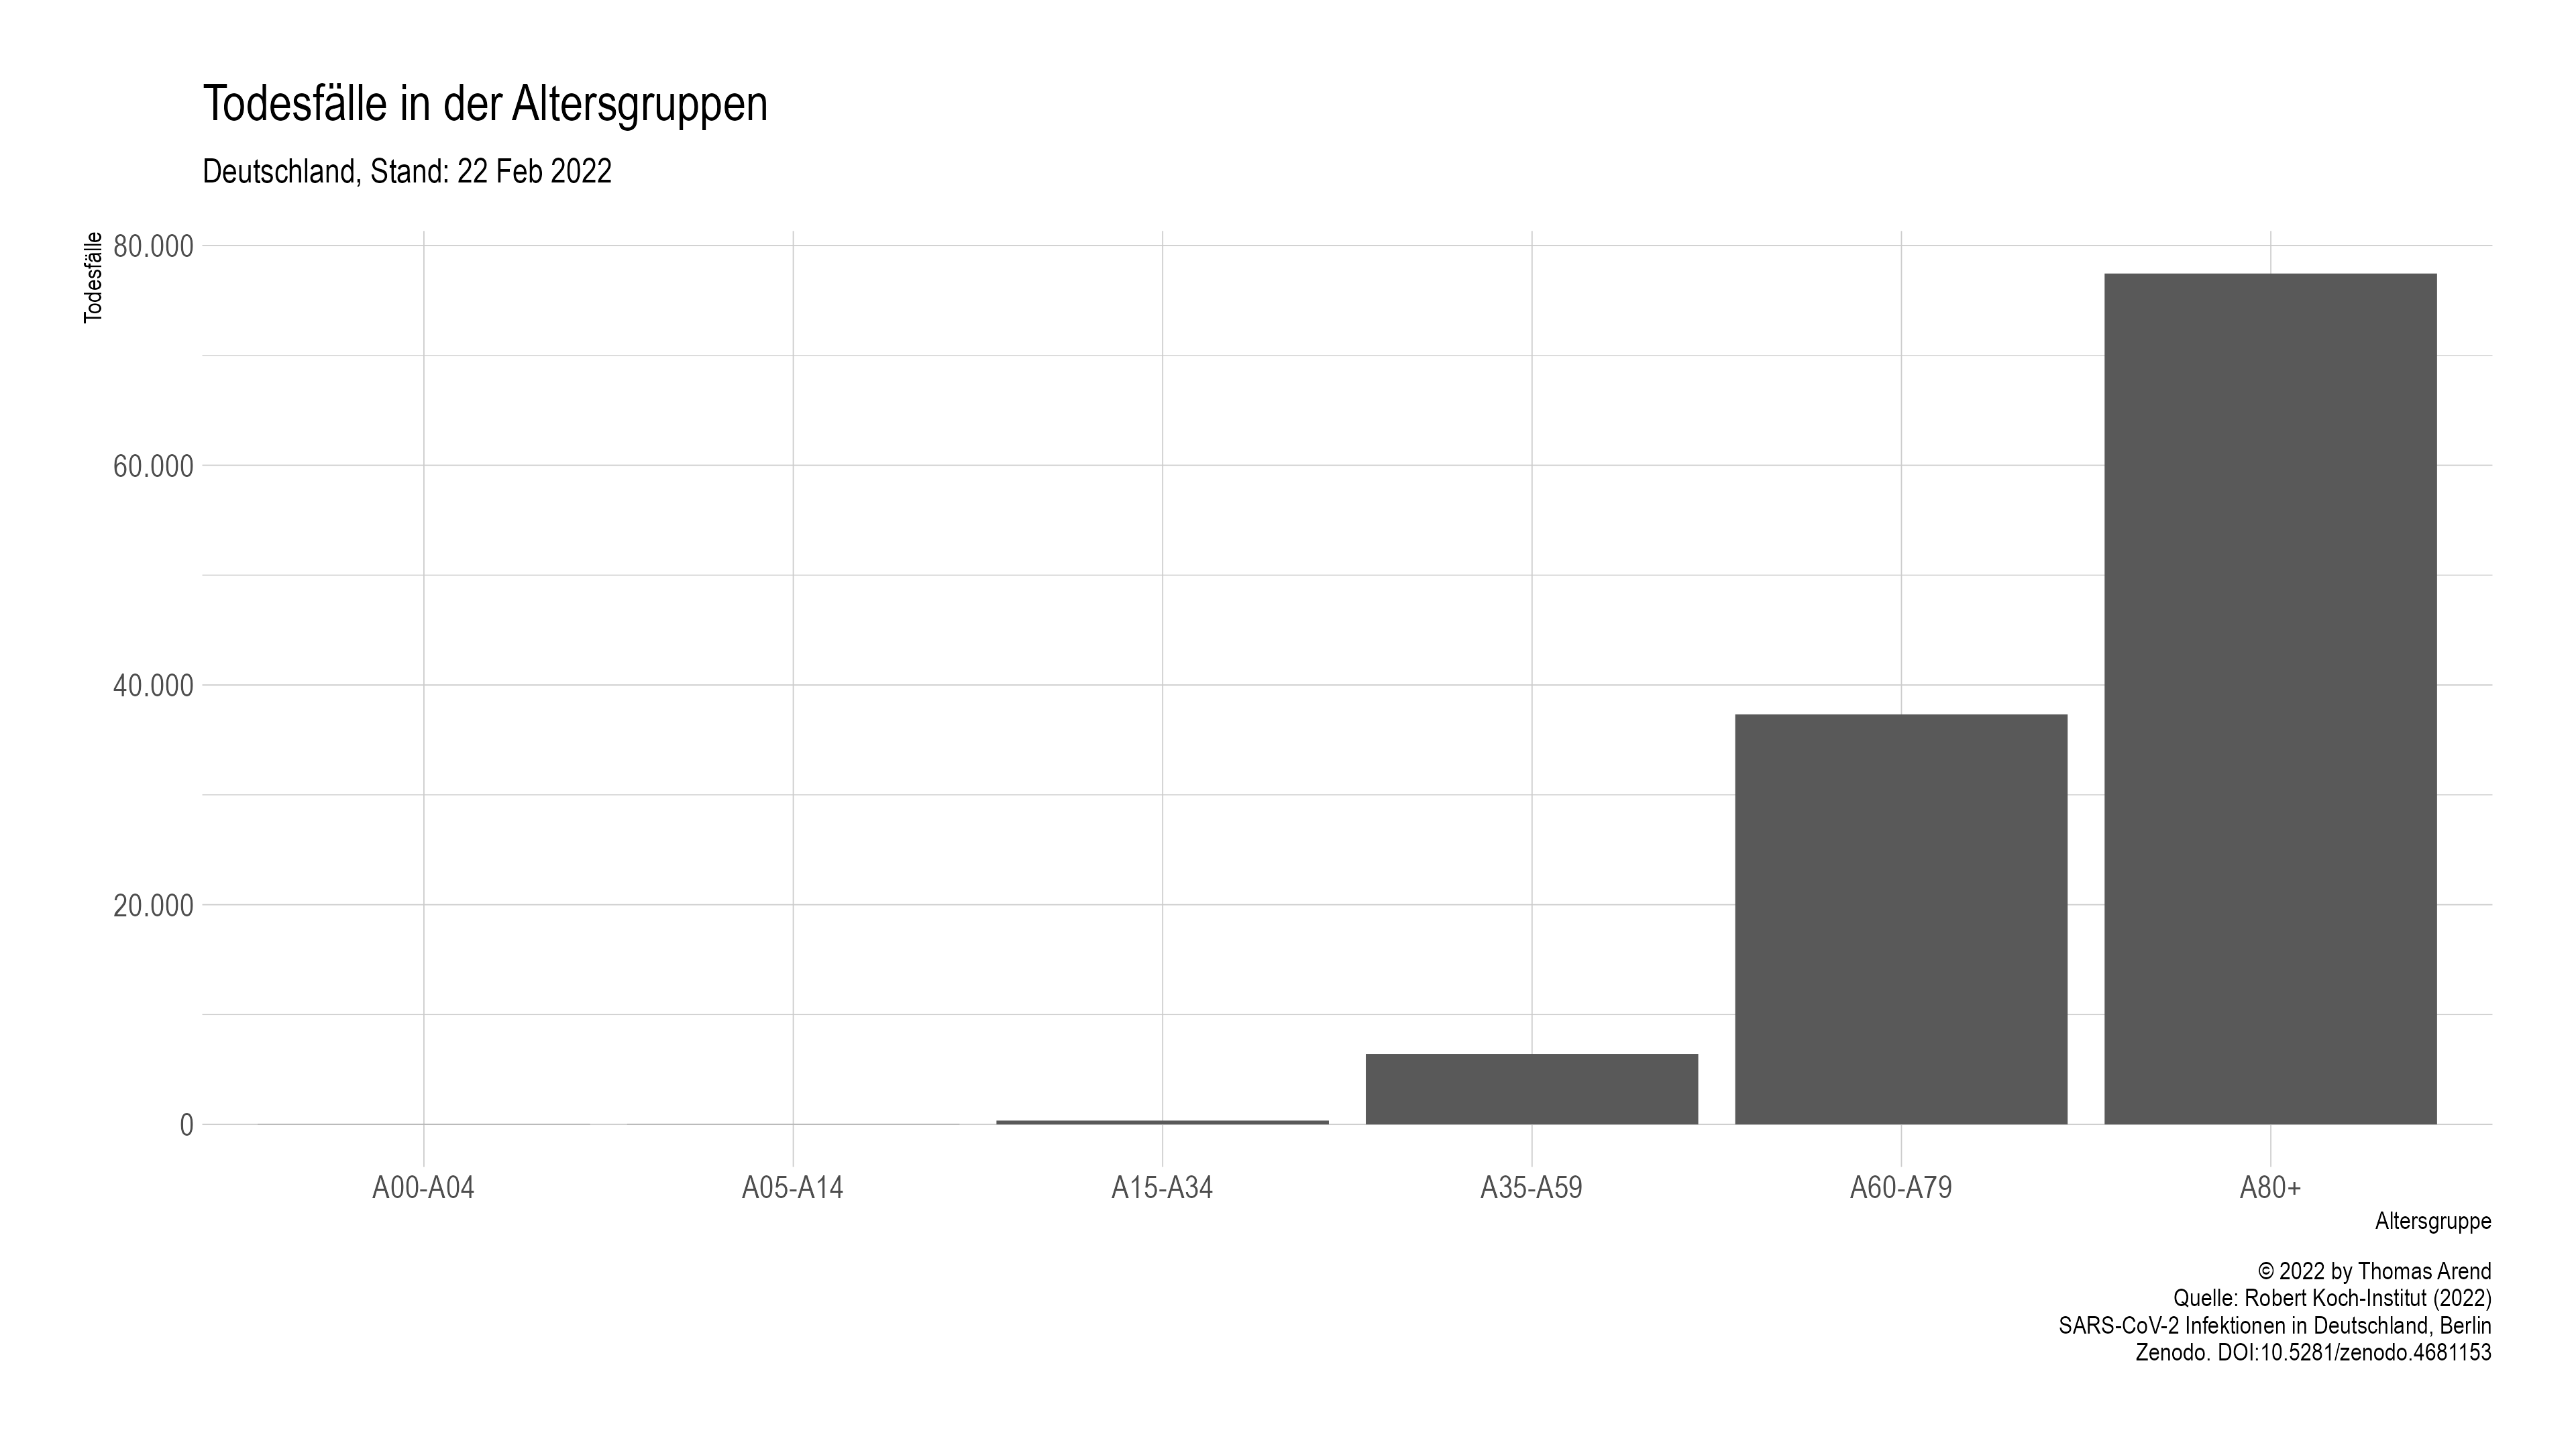 Todesfälle in der Altersgruppen
Deutschland, Stand: 22 Feb 2022
Todesfälle
80.000
60.000
40.000
20.000
0
A00-A04
A05-A14
A15-A34
A35-A59
A60-A79
A80+
Altersgruppe
© 2022 by Thomas Arend
Quelle: Robert Koch-Institut (2022)
SARS-CoV-2 Infektionen in Deutschland, Berlin
Zenodo. DOI:10.5281/zenodo.4681153